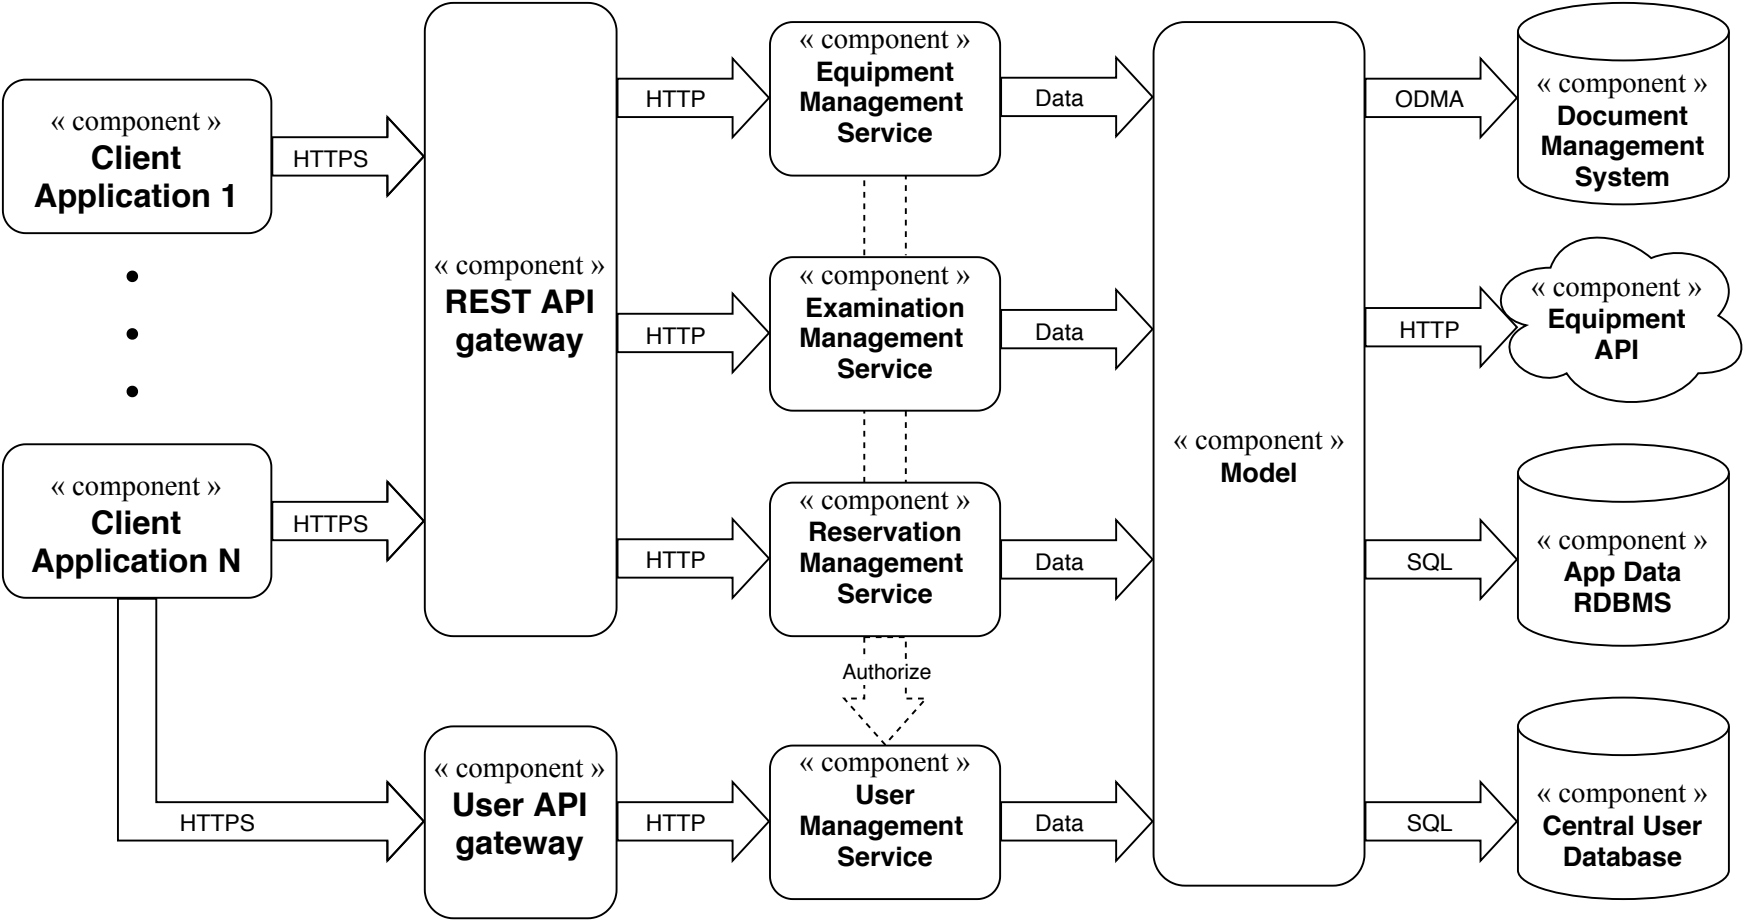 « component »
Client
Application 1
HTTPS
« component »
Client
Application N
HTTPS
HTTPS
« component »
REST API
gateway
« component »
User API
gateway
HTTP
HTTP
HTTP
HTTP
« component »
Equipment
Management
Service
« component »
Examination
Management
Service
« component »
Reservation
Management
Service
Authorize
« component »
User
Management
Service
Data
Data
Data
Data
« component »
Model
ODMA
HTTP
SQL
SQL
« component »
Document
Management
System
« component »
Equipment
API
« component »
App Data
RDBMS
« component »
Central User
Database